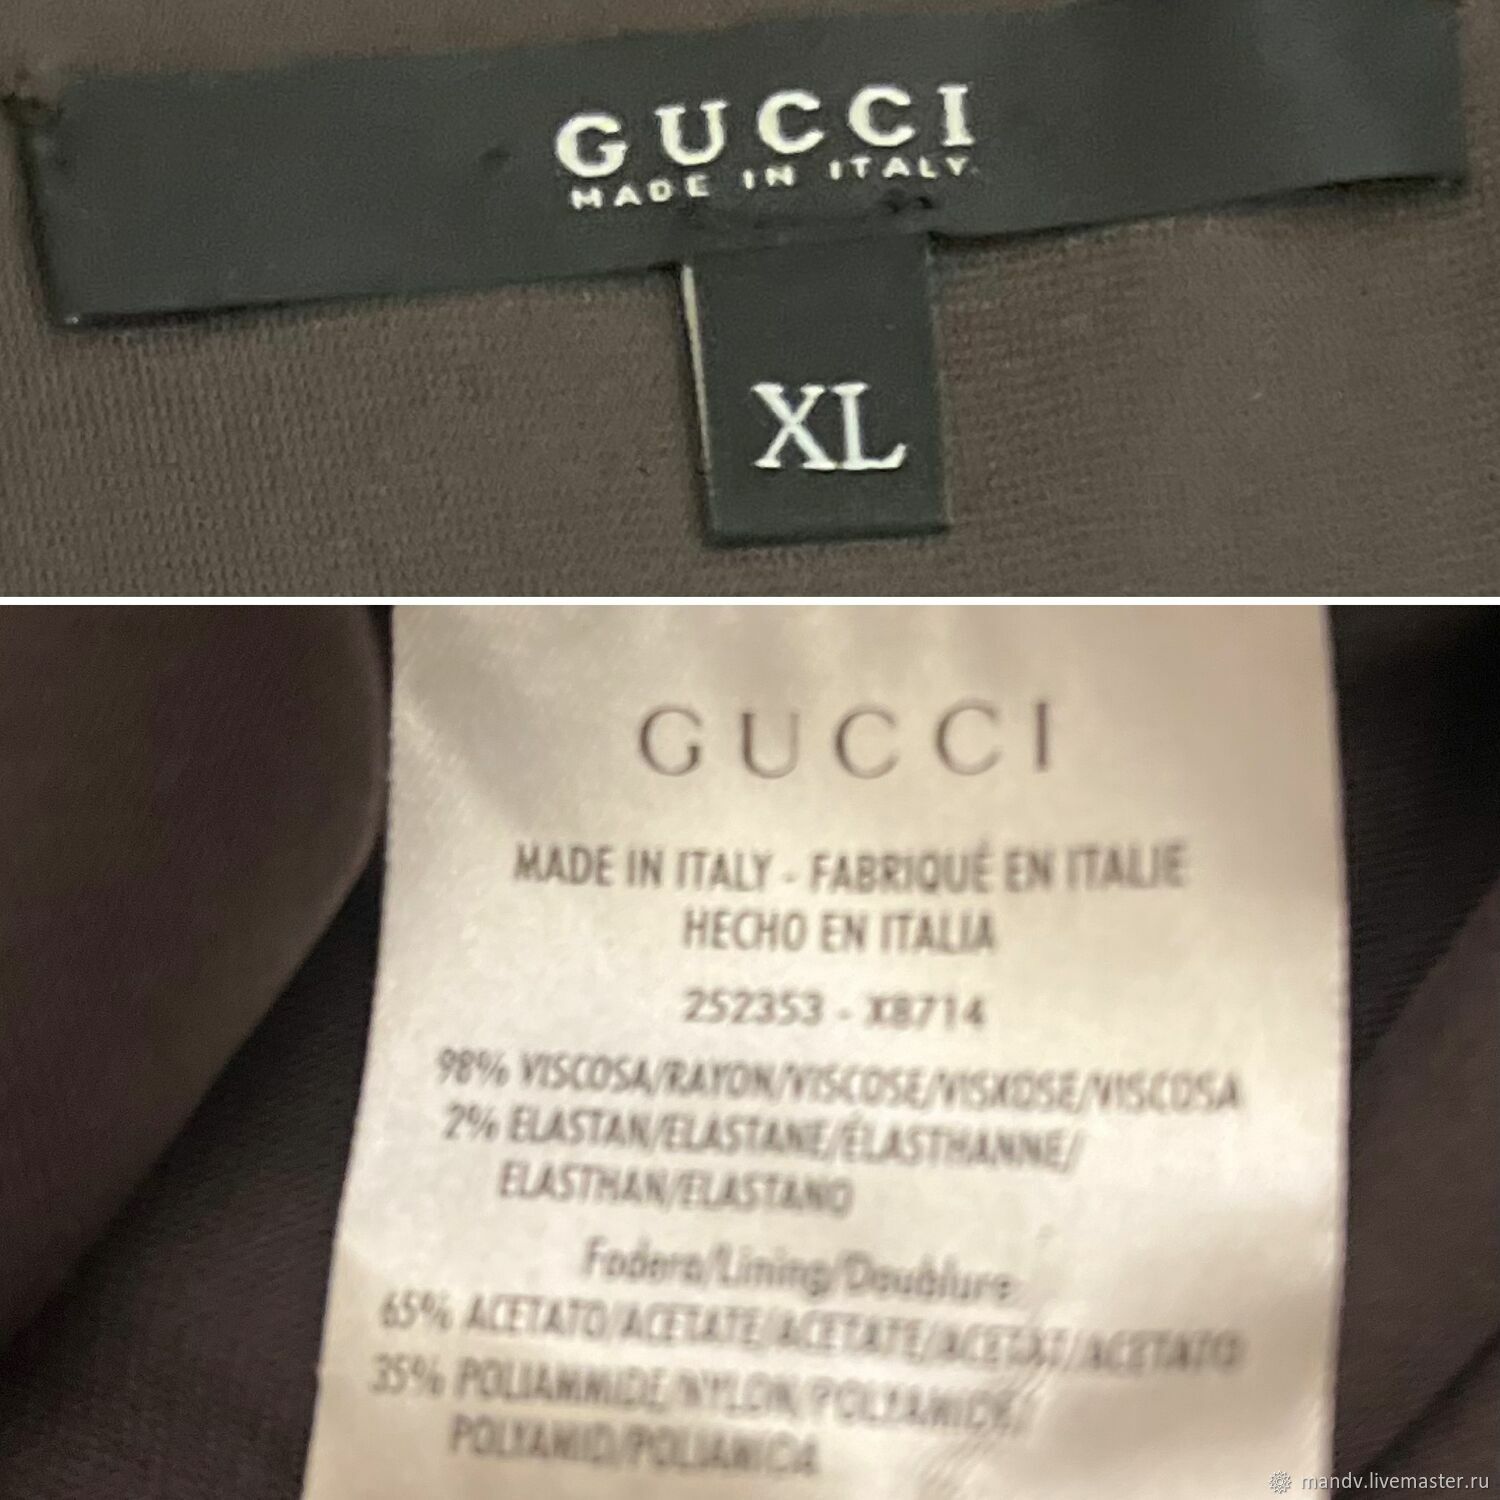 GUCCI
MADE IN ITALY
XL
GUCCI
MADE IN ITALY - FABRIQUÉ EN ITALIE
HECHO EN ITALIA
252353 - X8714
98% VISCOSA/RAYON/VISCOSE/VISKOSE/VISCOSA
2% ELASTAN/ELASTANE/ÉLASTHANNE/
ELASTHAN/ELASTANO
Fodera/Lining/Doublure
65% ACETATO/ACETATE/ACETATE/ACETAT/ACETATO
35% POLIAMMIDE/NYLON/POLYAMIDE/
POLYAMID/POLIAMIDA
mandv.livemaster.ru